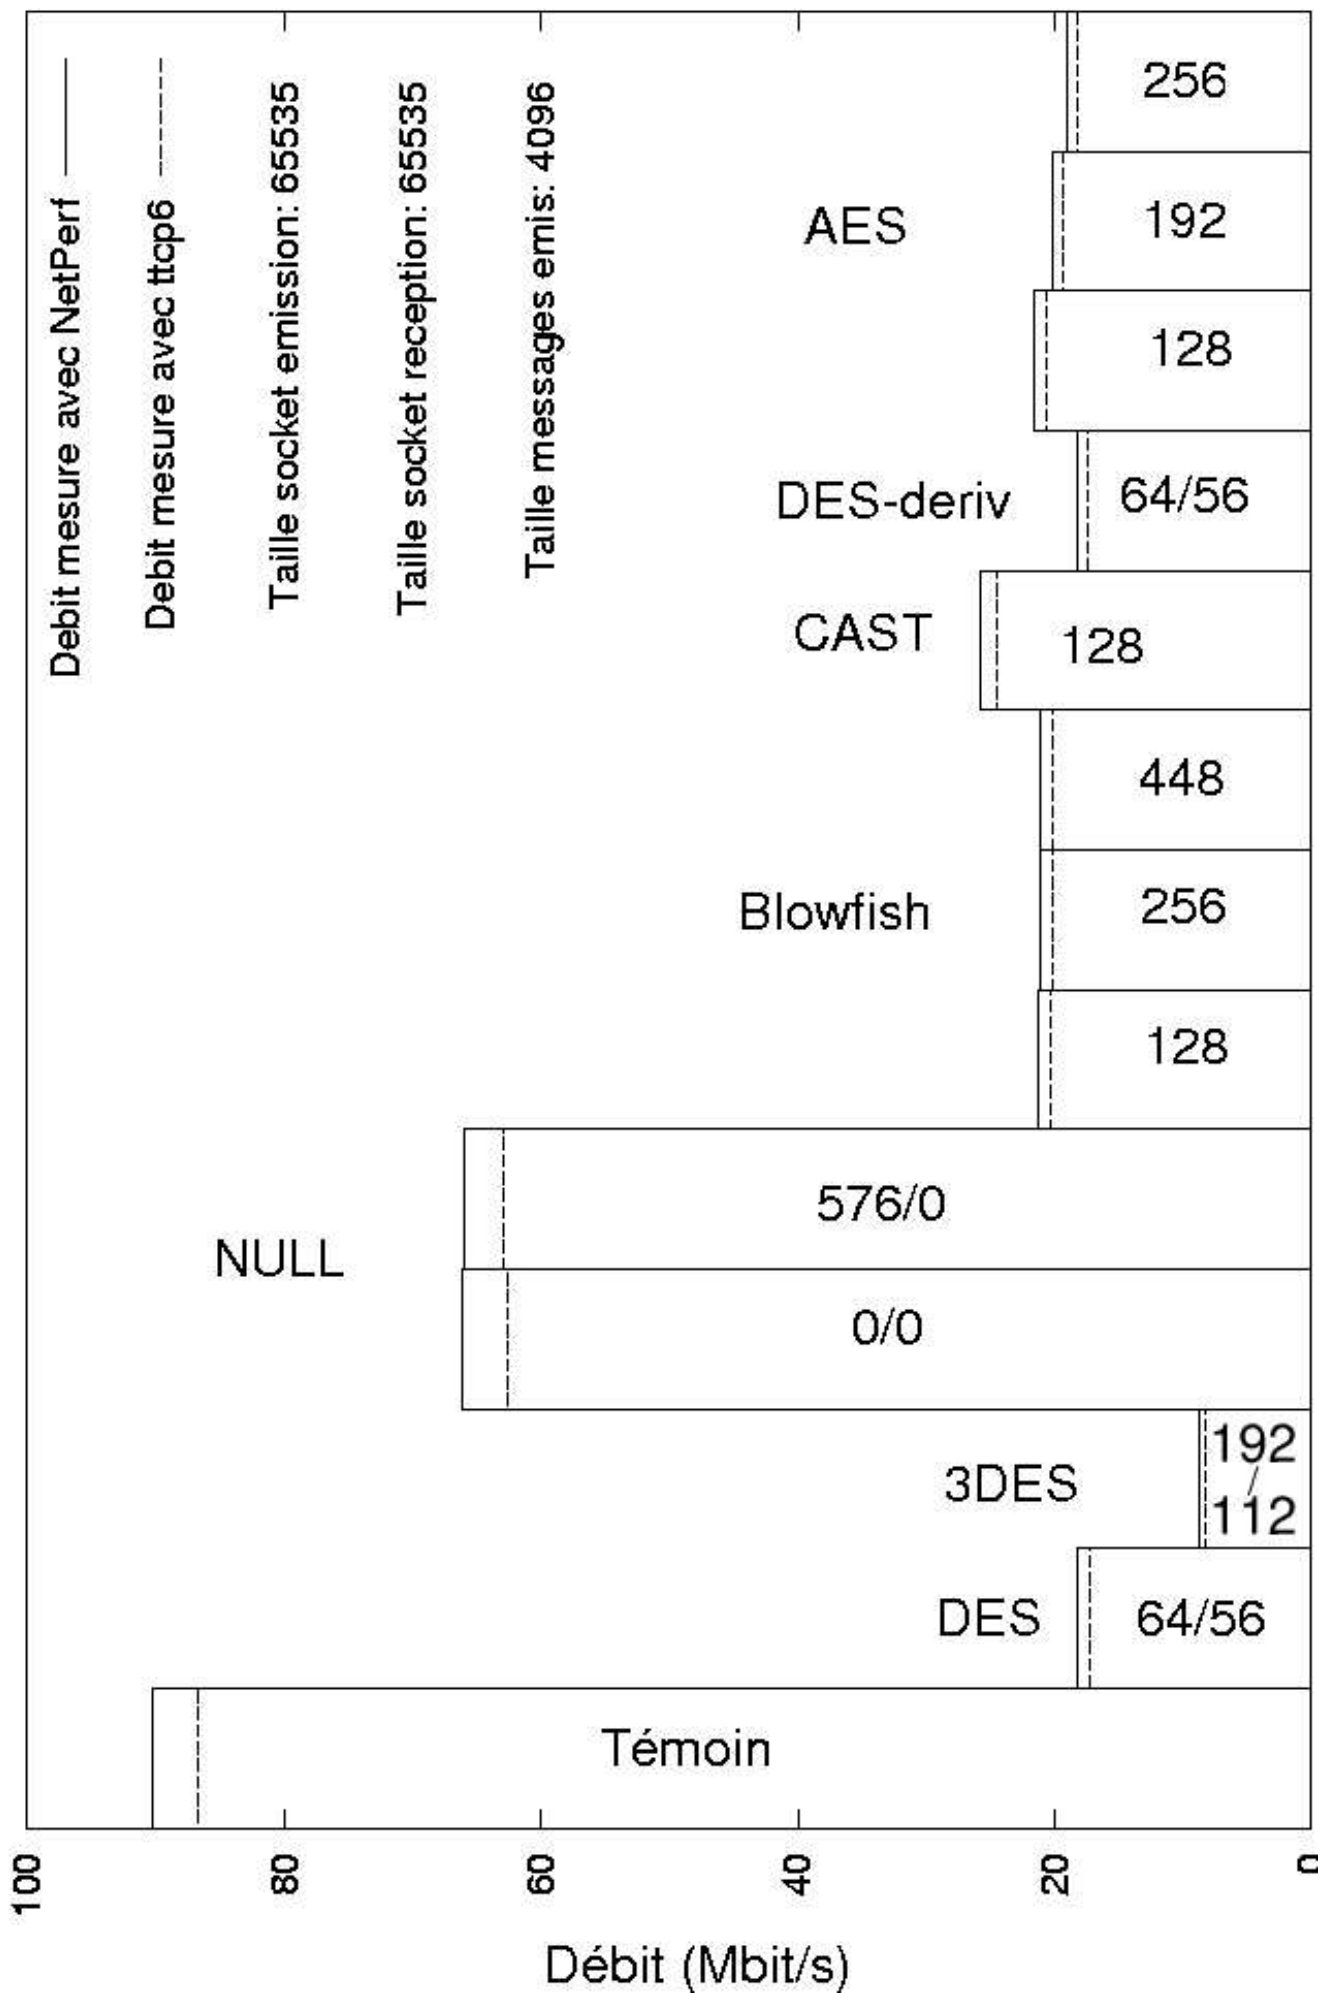 Debit mesure avec NetPerf
Debit mesure avec ttcp6
Taille socket emission: 65535
Taille socket reception: 65535
Taille messages emis: 4096
256
192
AES
128
DES-deriv
64/56
CAST
128
448
Blowfish
256
128
576/0
NULL
0/0
3DES
192
/
112
DES
64/56
Témoin
100
80
60
40
20
0
Débit (Mbit/s)